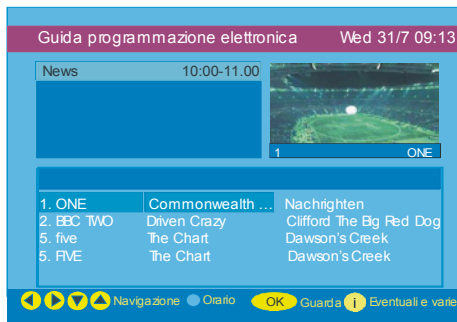 Guida programmazione elettronica Wed 31/7 09:13
News 10:00-11.00
1 ONE
1. ONE Commonwealth ... Nachrighten
2. BBC TWO Driven Crazy Clifford The Big Red Dog
5. five The Chart Dawson's Creek
5. FIVE The Chart Dawson's Creek
Navigazione Orario OK Guarda i Eventuali e varie